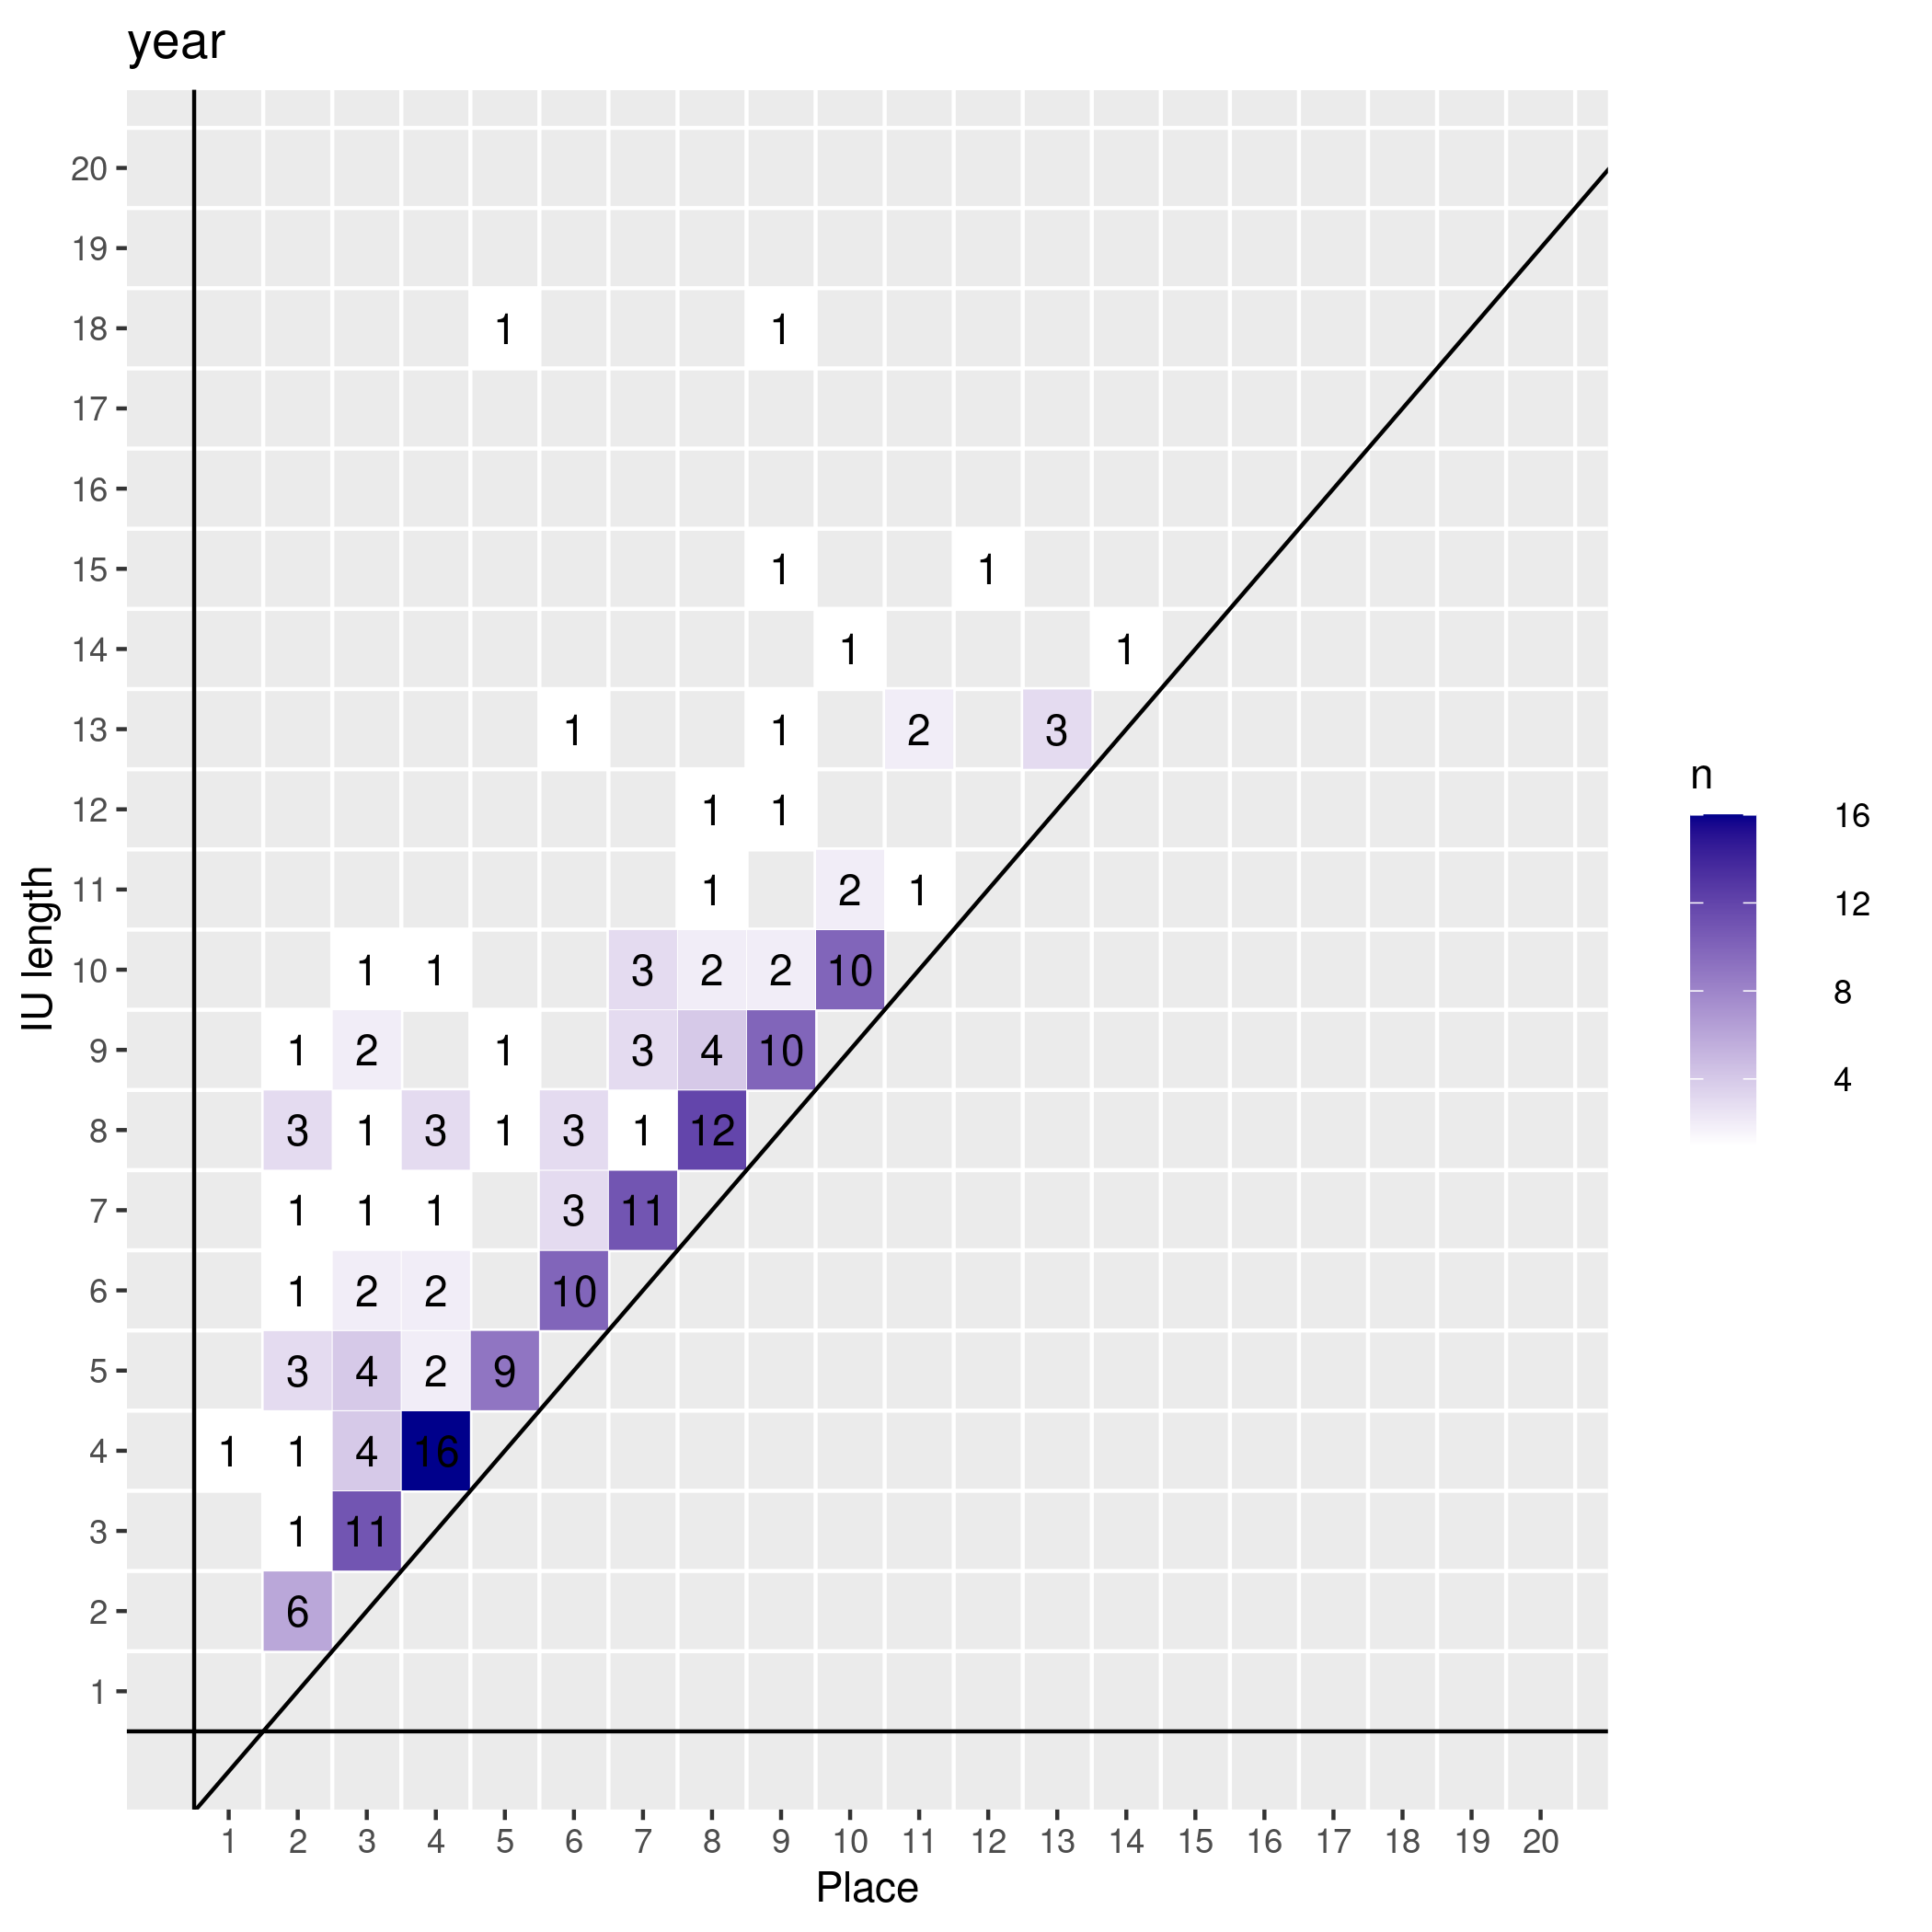 year
20
19
18 1 1
17
16
15 1 1
14 1 1
13 1 1 2 3
12 1 1
11 1 2 1
10 1 1 3 2 2 10
9 1 2 1 3 4 10
8 3 1 3 1 3 1 12
7 1 1 1 3 11
6 1 2 2 10
5 3 4 2 9
4 1 1 4 16
3 1 11
2 6
1
IU length
1 2 3 4 5 6 7 8 9 10 11 12 13 14 15 16 17 18 19 20
Place
n
16
12
8
4